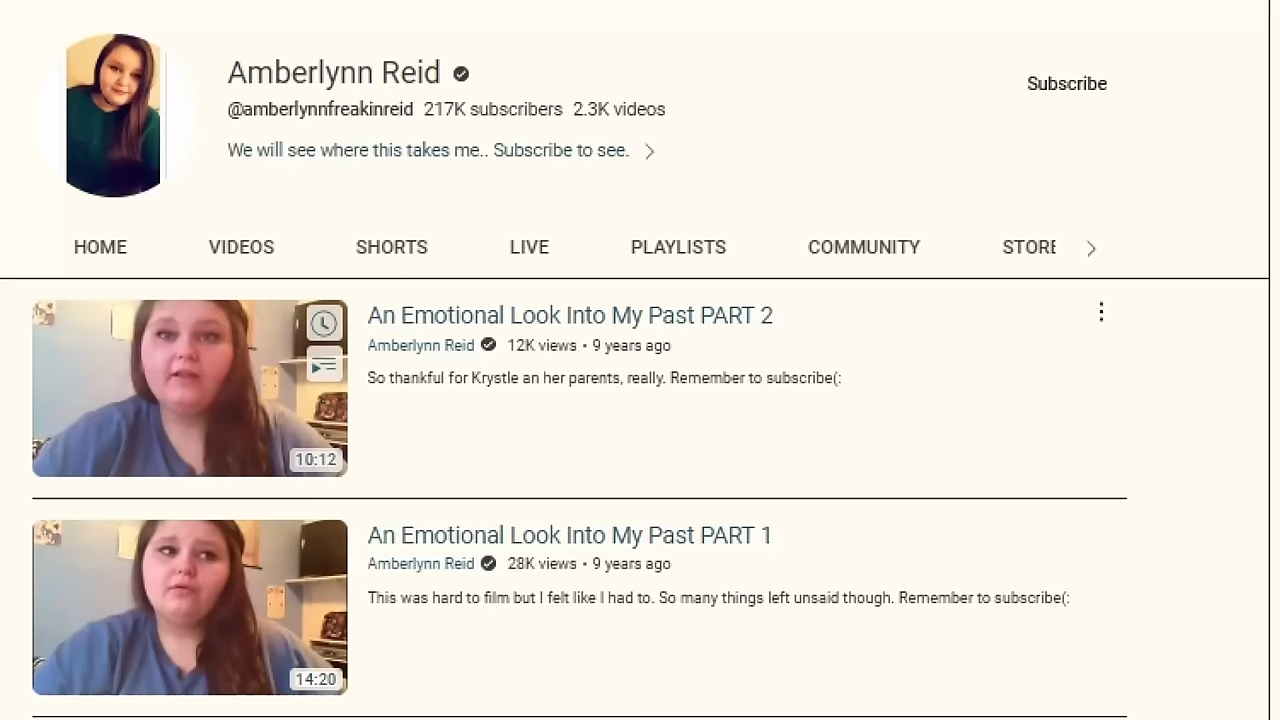 Amberlynn Reid
@amberlynnfreakinreid 217K subscribers 2.3K videos
We will see where this takes me.. Subscribe to see.
Subscribe
HOME VIDEOS SHORTS LIVE PLAYLISTS COMMUNITY STORE
An Emotional Look Into My Past PART 2
Amberlynn Reid 12K views • 9 years ago
So thankful for Krystle an her parents, really. Remember to subscribe(:
10:12
An Emotional Look Into My Past PART 1
Amberlynn Reid 28K views • 9 years ago
This was hard to film but I felt like I had to. So many things left unsaid though. Remember to subscribe(:
14:20